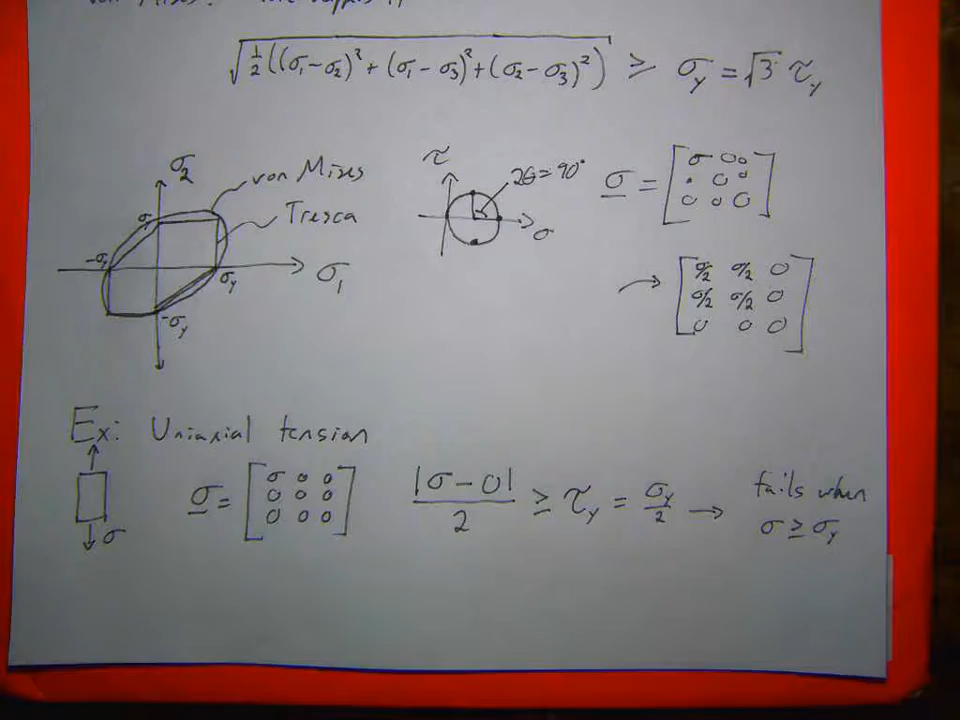 von Mises:
√(1/2((σ₁-σ₂)²+(σ₁-σ₃)²+(σ₂-σ₃)²)) ≥ σy = √3 τy
σ₂
von Mises
Tresca
σ
-σy
σy
σ₁
-σy
τ
2θ=90°
σ
σ = [σ 0 0
. 0 0
0 0 0]
→ [σ/2 σ/2 0
σ/2 σ/2 0
0 0 0]
Ex: Uniaxial tension
σ
σ = [σ 0 0
0 0 0
0 0 0]
|σ-0|/2 ≥ τy = σy/2 → fails when
σ ≥ σy